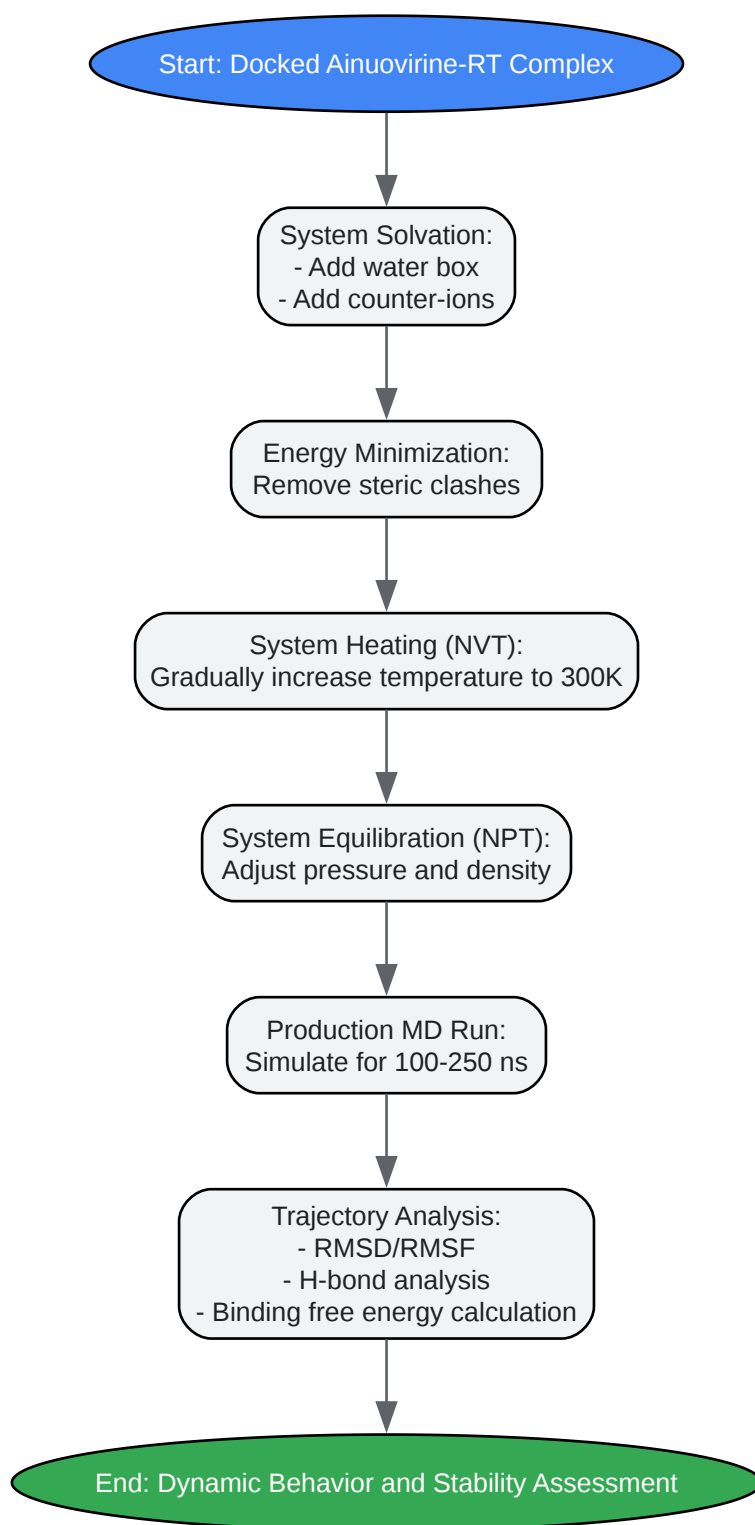 Start: Docked Ainuovirine-RT Complex
System Solvation:
- Add water box
- Add counter-ions
Energy Minimization:
Remove steric clashes
System Heating (NVT):
Gradually increase temperature to 300K
System Equilibration (NPT):
Adjust pressure and density
Production MD Run:
Simulate for 100-250 ns
Trajectory Analysis:
- RMSD/RMSF
- H-bond analysis
- Binding free energy calculation
End: Dynamic Behavior and Stability Assessment